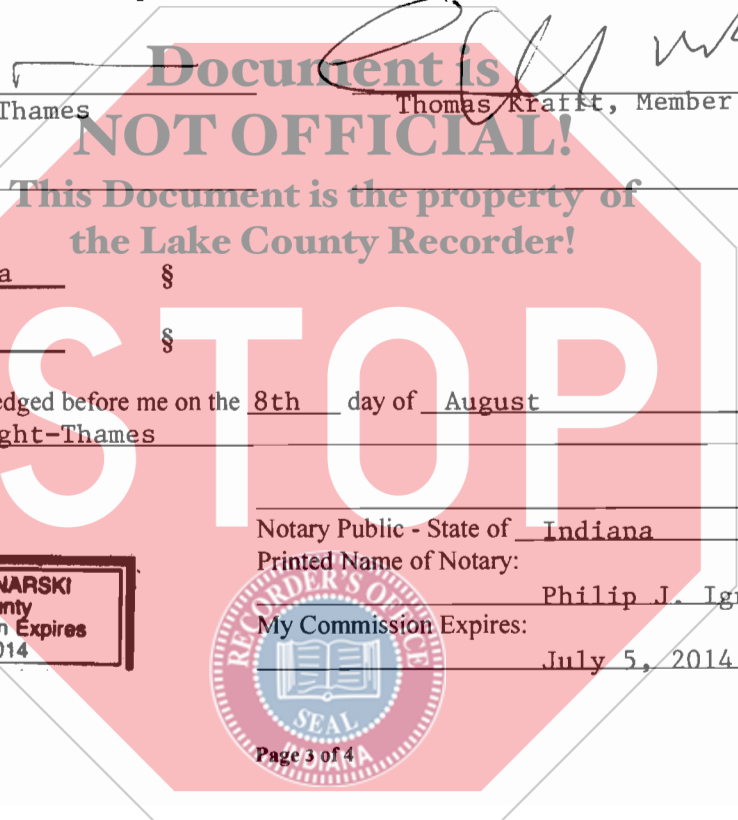 Document is
Thames
Thomas Krafft, Member
NOT OFFICIAL!
This Document is the property of
the Lake County Recorder!
a §
§
STOP
edged before me on the 8th day of August
ght-Thames
Notary Public - State of Indiana
Printed Name of Notary:
NARSKI
nty
n Expires
014
Philip J. Ign
My Commission Expires:
July 5, 2014
RECORDER'S OFFICE
SEAL
INDIANA
Page 3 of 4